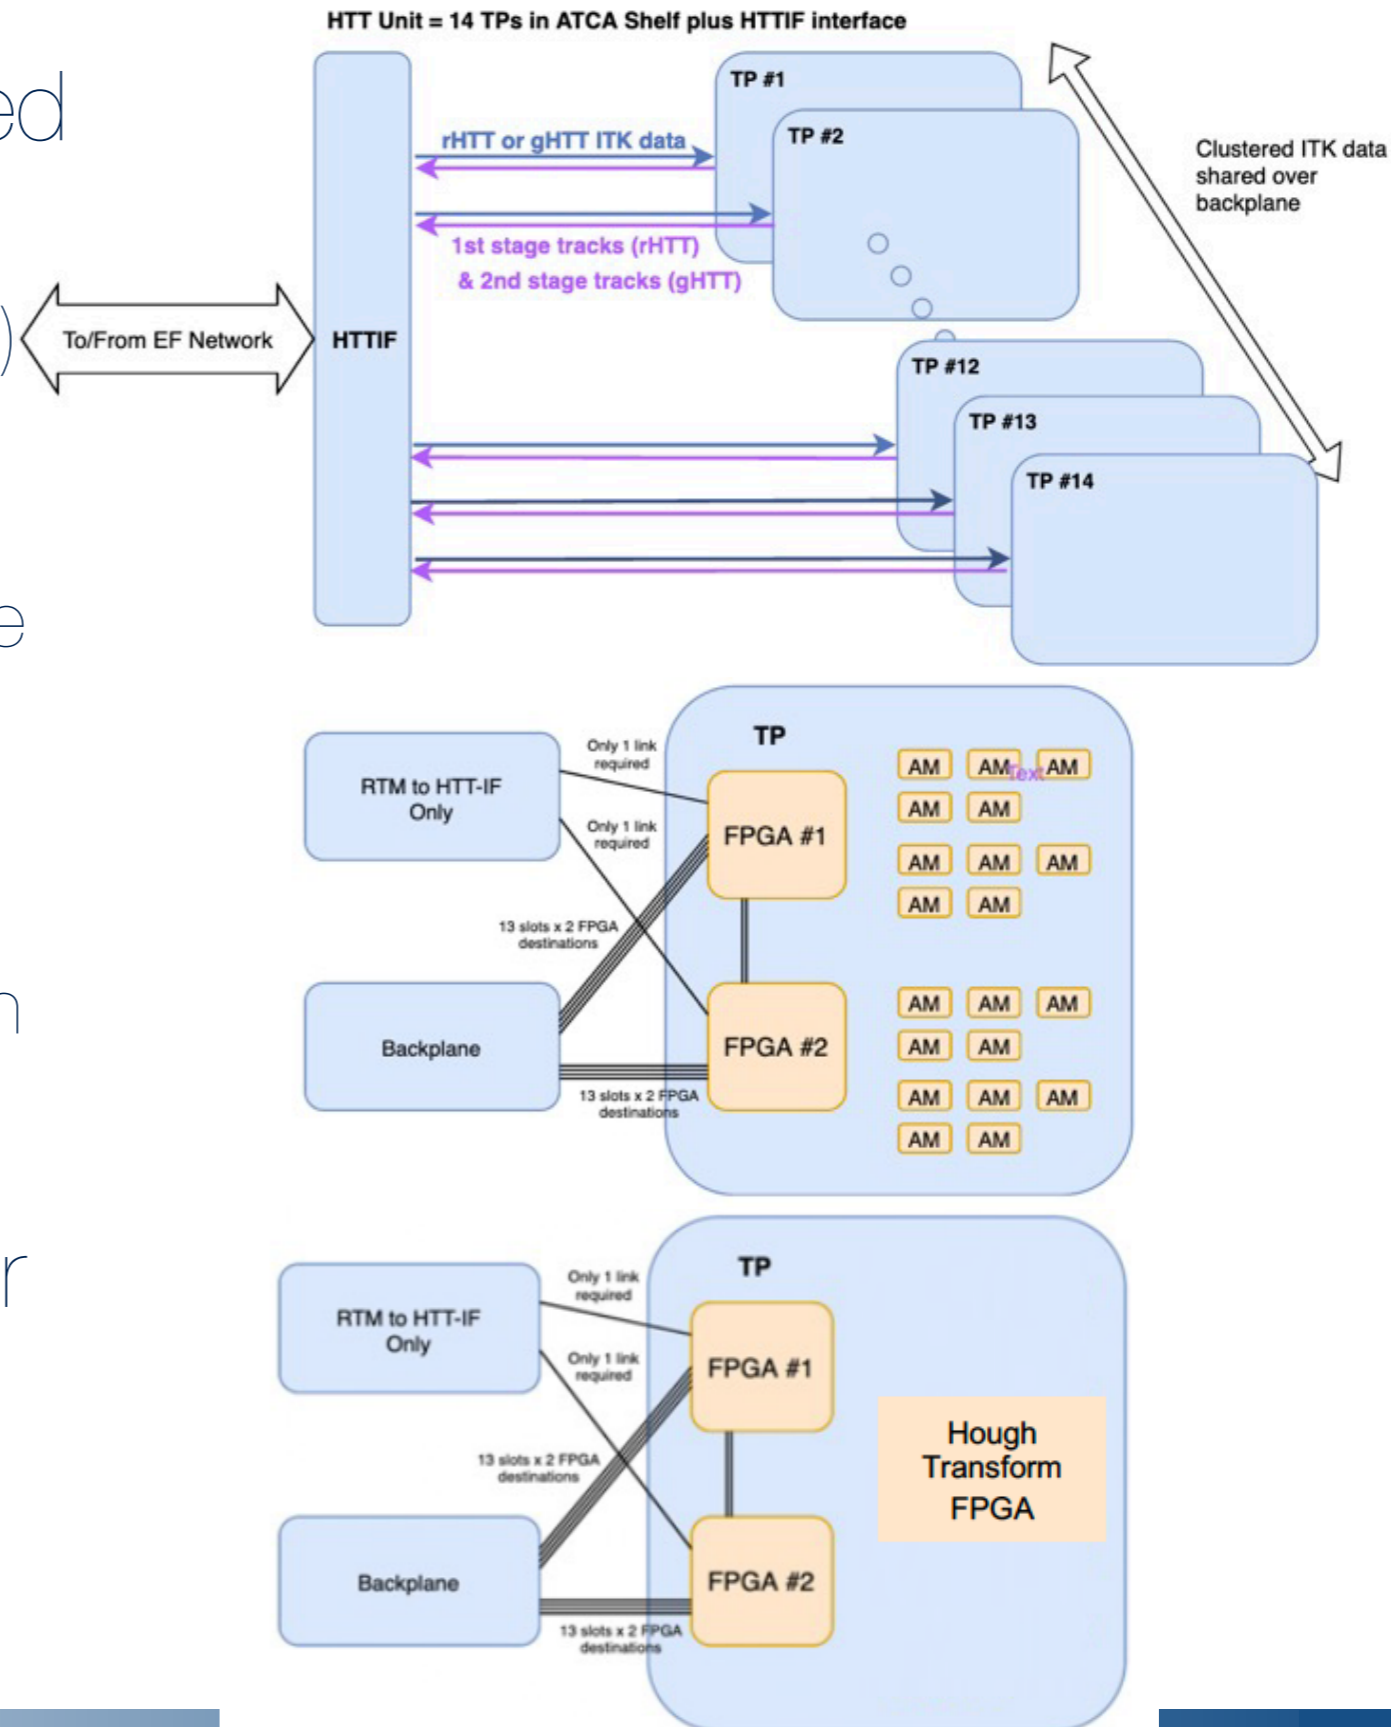 HTT Unit = 14 TPs in ATCA Shelf plus HTTIF interface
ed
)
e
n
r
TP #1
TP #2
rHTT or gHTT ITK data
1st stage tracks (rHTT)
& 2nd stage tracks (gHTT)
Clustered ITK data
shared over
backplane
To/From EF Network
HTTIF
TP #12
TP #13
TP #14
TP
RTM to HTT-IF
Only
Only 1 link
required
Only 1 link
required
FPGA #1
13 slots x 2 FPGA
destinations
Backplane
FPGA #2
13 slots x 2 FPGA
destinations
AM AM Text AM
AM AM
AM AM AM
AM AM
AM AM AM
AM AM
AM AM AM
AM AM
TP
RTM to HTT-IF
Only
Only 1 link
required
Only 1 link
required
FPGA #1
13 slots x 2 FPGA
destinations
Backplane
FPGA #2
13 slots x 2 FPGA
destinations
Hough
Transform
FPGA